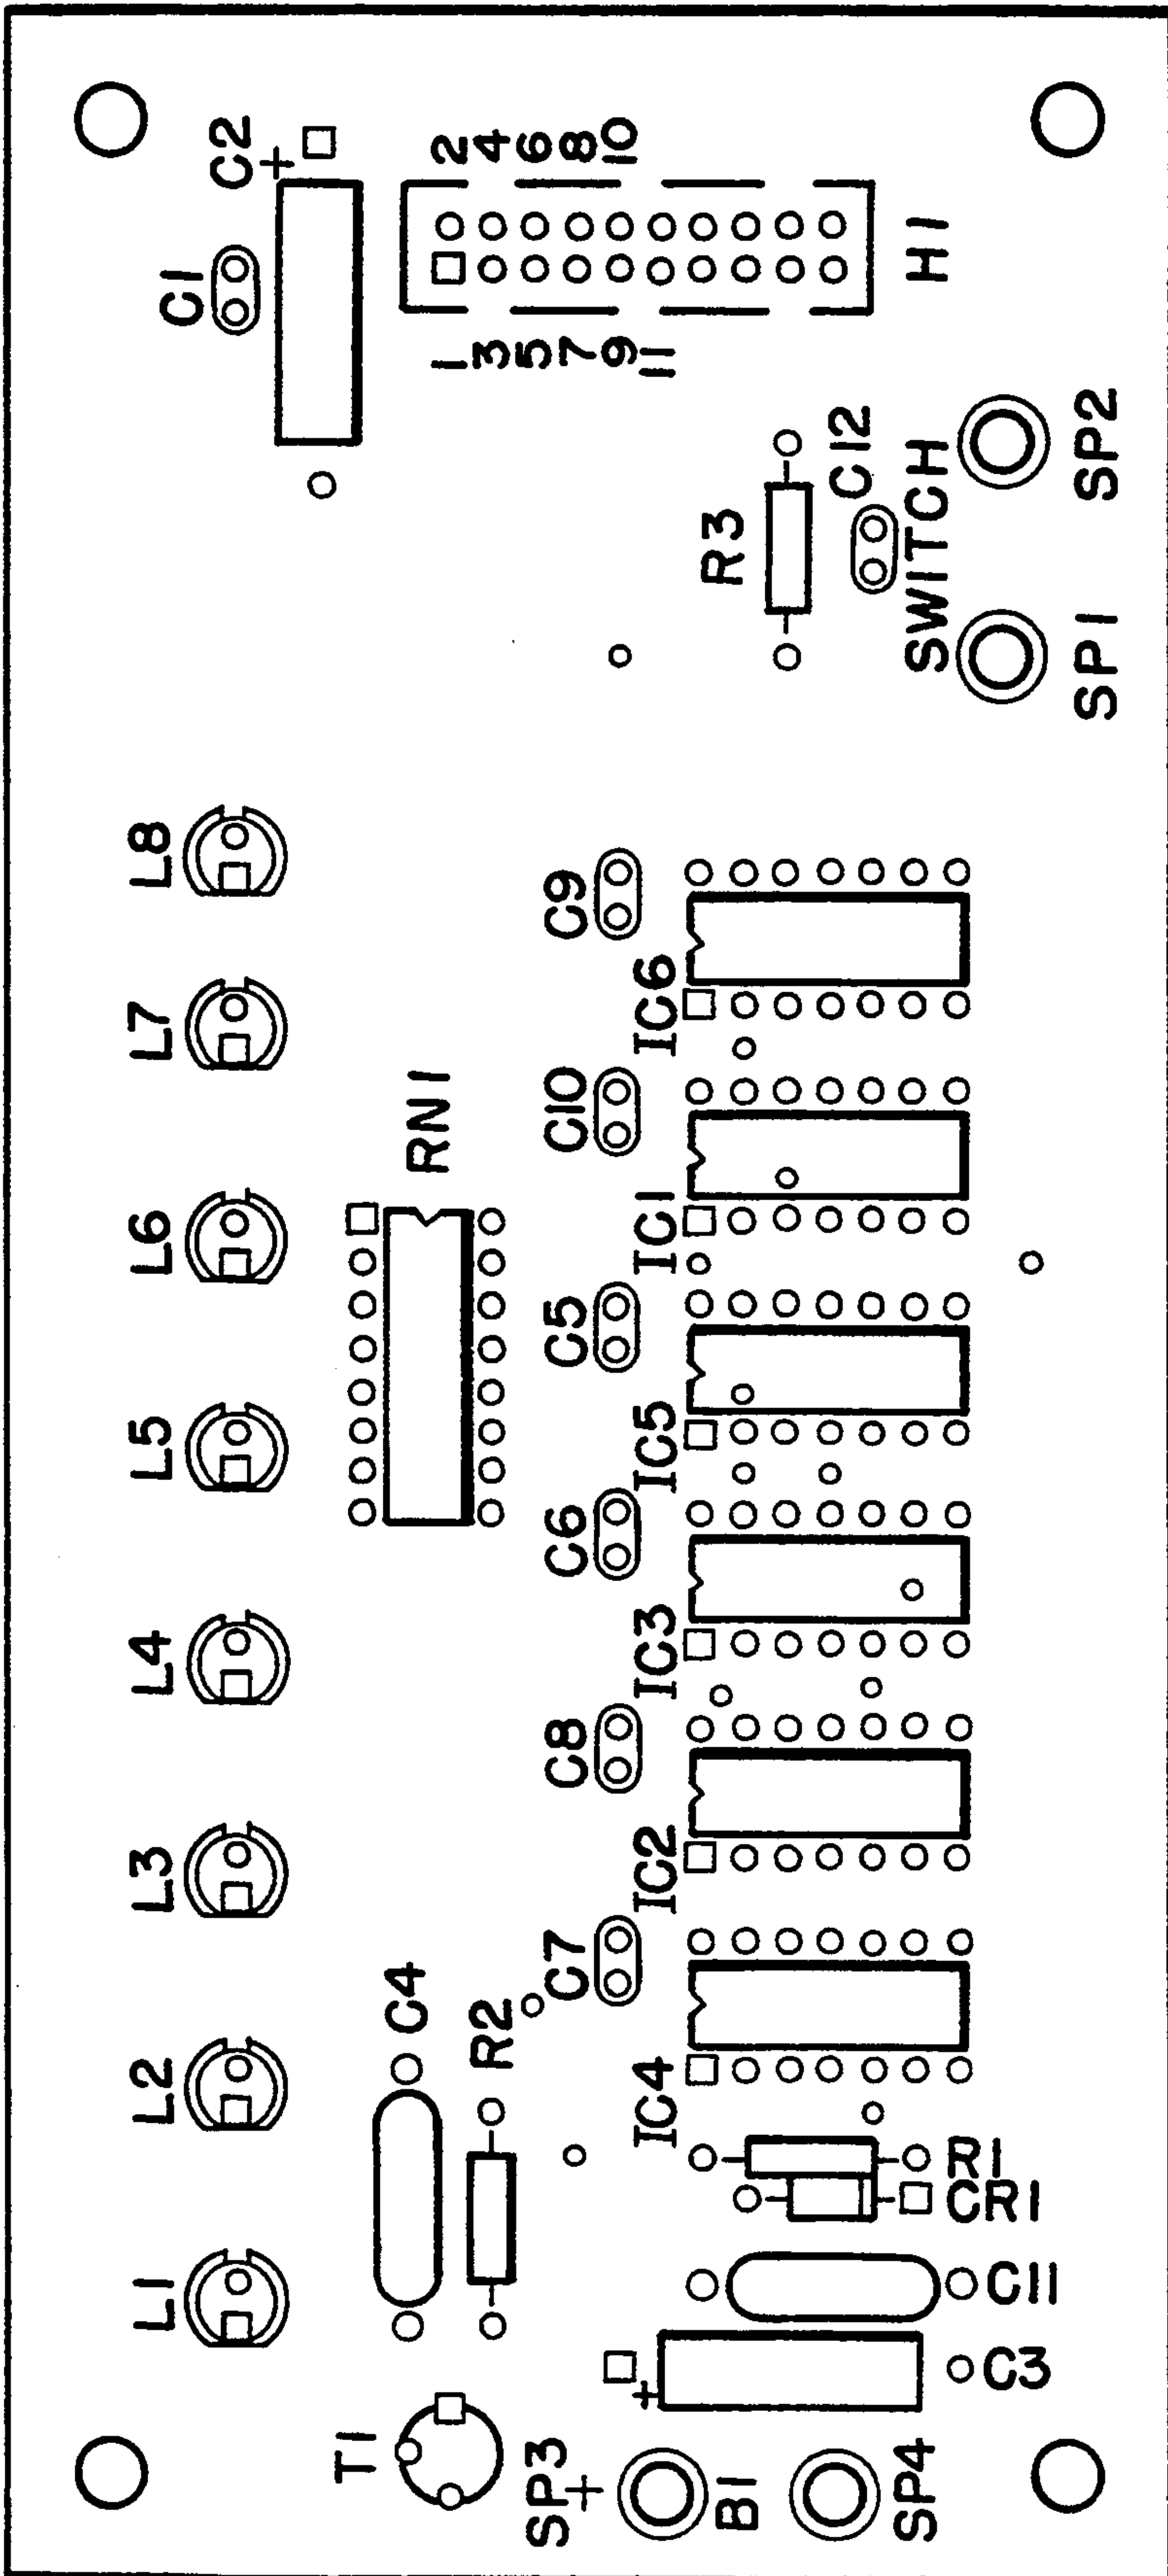 C2
+
C1
2
4
6
8
10
1
3
5
7
9
11
H1
R3
C12
SWITCH
SP2
SP1
L8
L7
L6
L5
L4
L3
L2
L1
RN1
C9
IC6
C10
IC1
C5
IC5
C6
IC3
C8
IC2
C7
IC4
C4
R2
R1
CR1
C11
C3
+
T1
SP3
+
B1
SP4